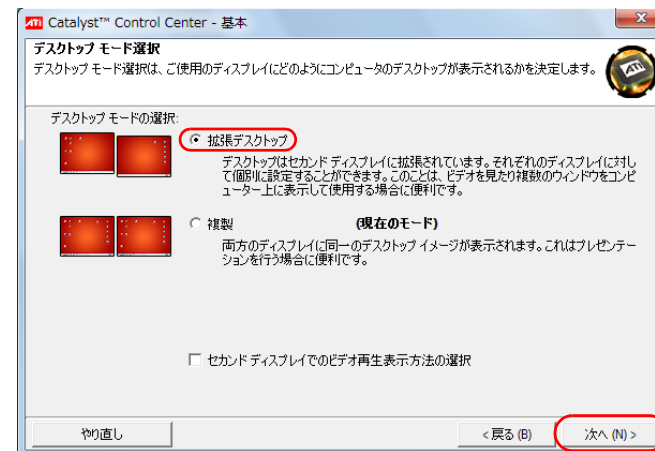 ATI Catalyst™ Control Center - 基本
デスクトップ モード選択
デスクトップ モード選択は、ご使用のディスプレイにどのようにコンピュータのデスクトップが表示されるかを決定します。
ATI
デスクトップ モードの選択:
拡張デスクトップ
デスクトップはセカンド ディスプレイに拡張されています。それぞれのディスプレイに対し
て個別に設定することができます。このことは、ビデオを見たり複数のウィンドウをコンピ
ューター上に表示して使用する場合に便利です。
複製 (現在のモード)
両方のディスプレイに同一のデスクトップ イメージが表示されます。これはプレゼンテー
ションを行う場合に便利です。
セカンド ディスプレイでのビデオ再生表示方法の選択
やり直し < 戻る (B) 次へ (N) >